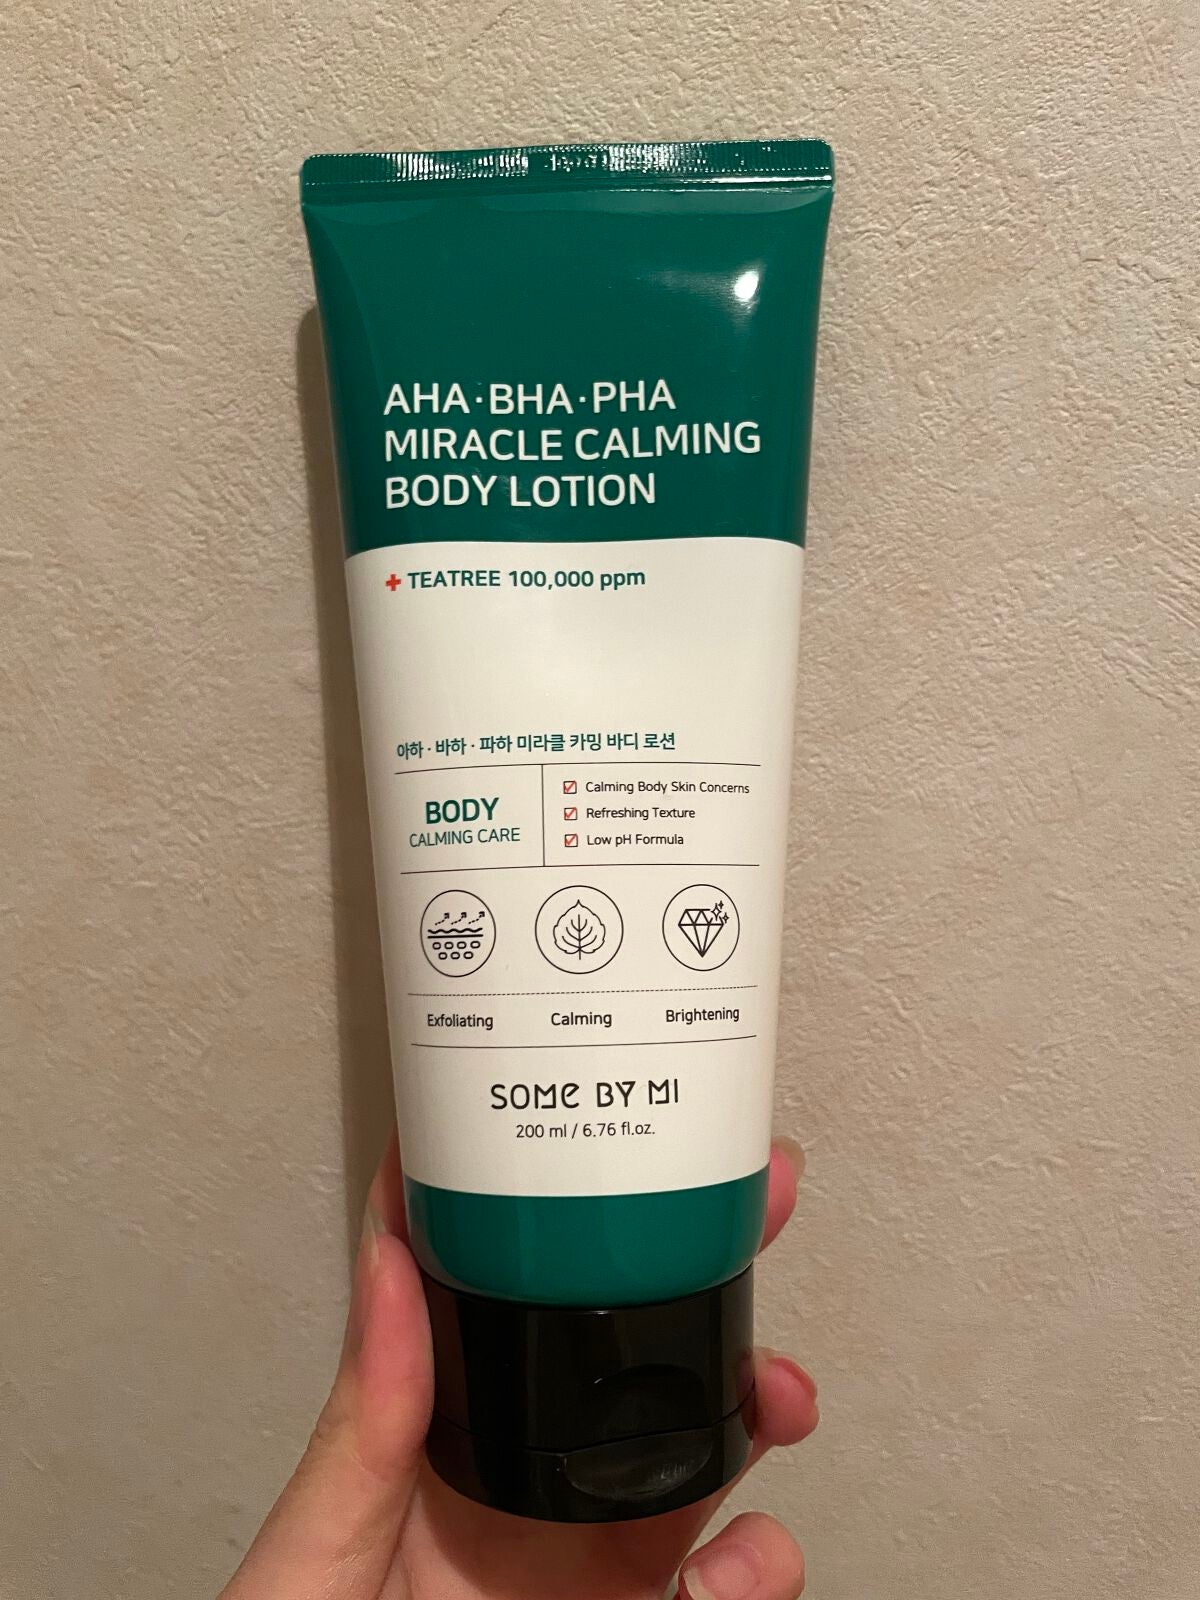 AHA·BHA·PHA
MIRACLE CALMING
BODY LOTION
+ TEATREE 100,000 ppm
아하·바하·파하 미라클 카밍 바디 로션
BODY
CALMING CARE
☑ Calming Body Skin Concerns
☑ Refreshing Texture
☑ Low pH Formula
Exfoliating Calming Brightening
SOME BY MI
200 ml / 6.76 fl.oz.